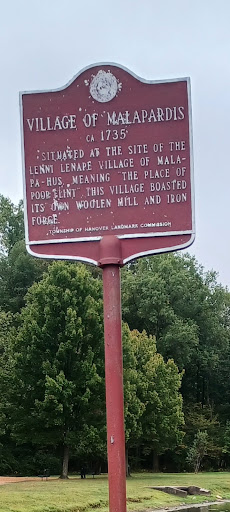 VILLAGE OF MALAPARDIS
CA 1735
SITUATED AT THE SITE OF THE
LENNI LENAPE VILLAGE OF MALA-
PA-HUS, MEANING "THE PLACE OF
POOR FLINT", THIS VILLAGE BOASTED
ITS OWN WOOLEN MILL AND IRON
FORGE
TOWNSHIP OF HANOVER LANDMARK COMMISSION